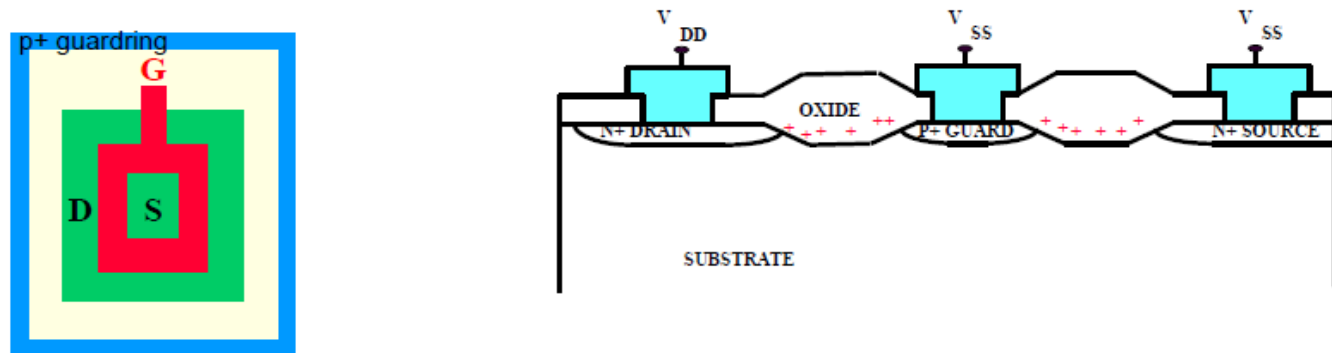 p+ guardring
G
D
S
V
DD
V
SS
V
SS
OXIDE
+ + + + ++
+ + + + + +
N+ DRAIN
P+ GUARD
N+ SOURCE
SUBSTRATE